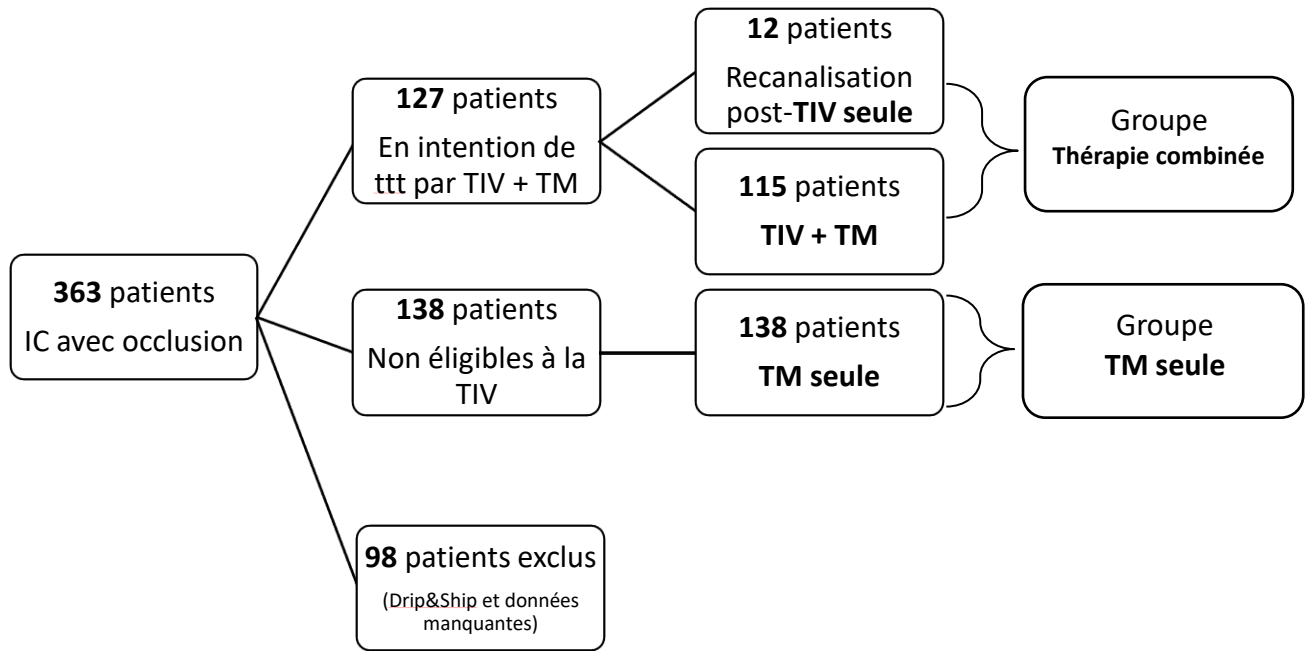 363 patients
IC avec occlusion
127 patients
En intention de
ttt par TIV + TM
138 patients
Non éligibles à la
TIV
98 patients exclus
(Drip&Ship et données
manquantes)
12 patients
Recanalisation
post-TIV seule
115 patients
TIV + TM
138 patients
TM seule
Groupe
Thérapie combinée
Groupe
TM seule